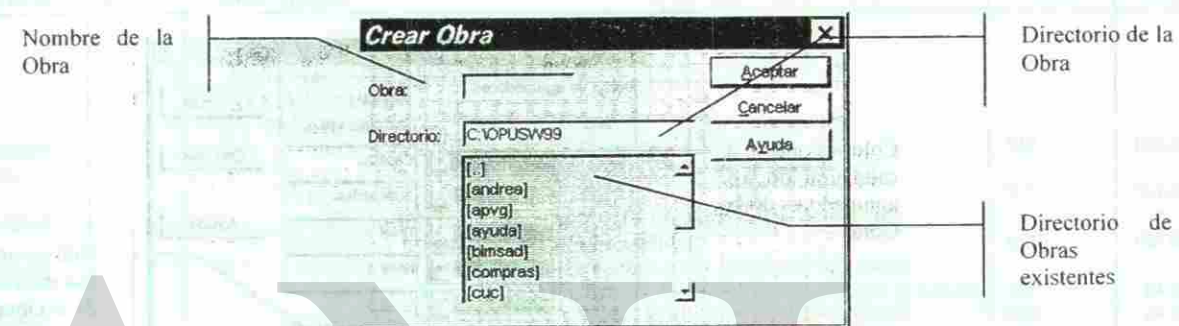 Nombre de la
Obra
Crear Obra
Obra:
Directorio:
C:\OPUSW99
[..]
[andrea]
[apvg]
[ayuda]
[bimsad]
[compras]
[cuc]
Aceptar
Cancelar
Ayuda
Directorio de la
Obra
Directorio de
Obras
existentes